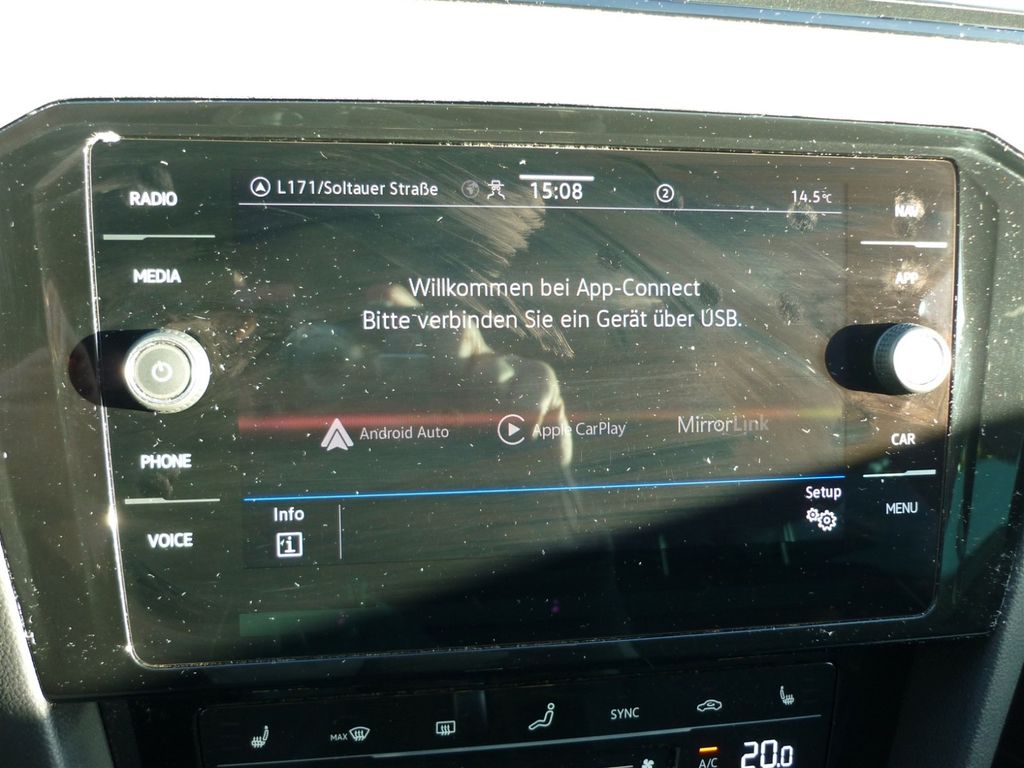 RADIO
L171/Soltauer Straße
15:08
2
14.5°C
NAV
MEDIA
APP
Willkommen bei App-Connect
Bitte verbinden Sie ein Gerät über USB.
Android Auto
Apple CarPlay
MirrorLink
CAR
PHONE
Setup
MENU
Info
VOICE
MAX
SYNC
A/C
20.0